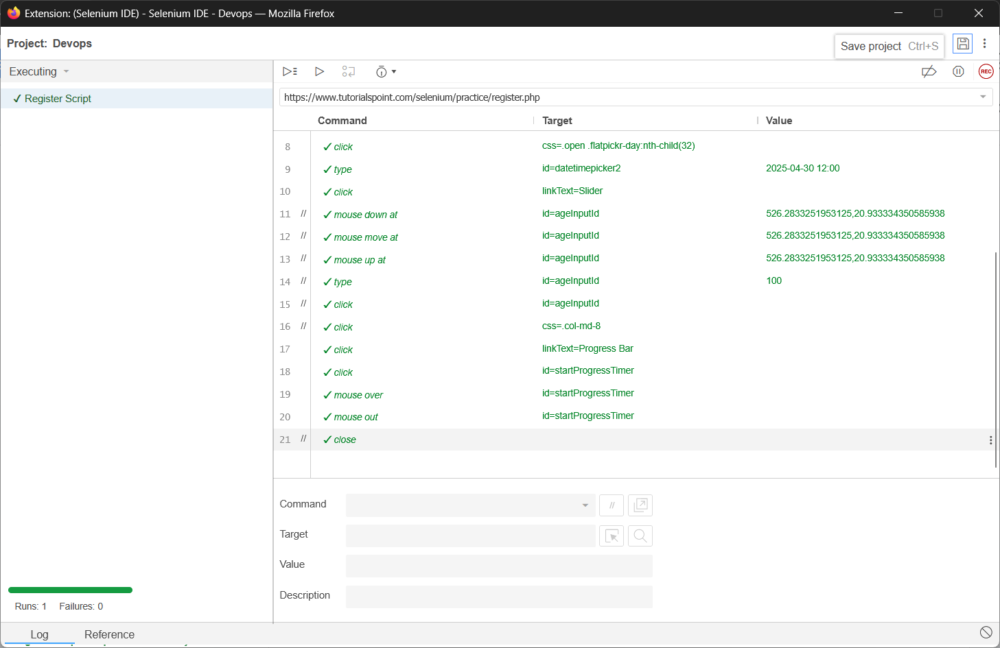 Extension: (Selenium IDE) - Selenium IDE - Devops — Mozilla Firefox
Project: Devops
Save project Ctrl+S
Executing
REC
✓ Register Script
https://www.tutorialspoint.com/selenium/practice/register.php
Command Target Value
8 ✓ click css=.open .flatpickr-day:nth-child(32)
9 ✓ type id=datetimepicker2 2025-04-30 12:00
10 ✓ click linkText=Slider
11 // ✓ mouse down at id=ageInputId 526.2833251953125,20.933334350585938
12 // ✓ mouse move at id=ageInputId 526.2833251953125,20.933334350585938
13 // ✓ mouse up at id=ageInputId 526.2833251953125,20.933334350585938
14 // ✓ type id=ageInputId 100
15 // ✓ click id=ageInputId
16 // ✓ click css=.col-md-8
17 ✓ click linkText=Progress Bar
18 ✓ click id=startProgressTimer
19 ✓ mouse over id=startProgressTimer
20 ✓ mouse out id=startProgressTimer
21 // ✓ close
Command //
Target
Value
Description
Runs: 1 Failures: 0
Log Reference